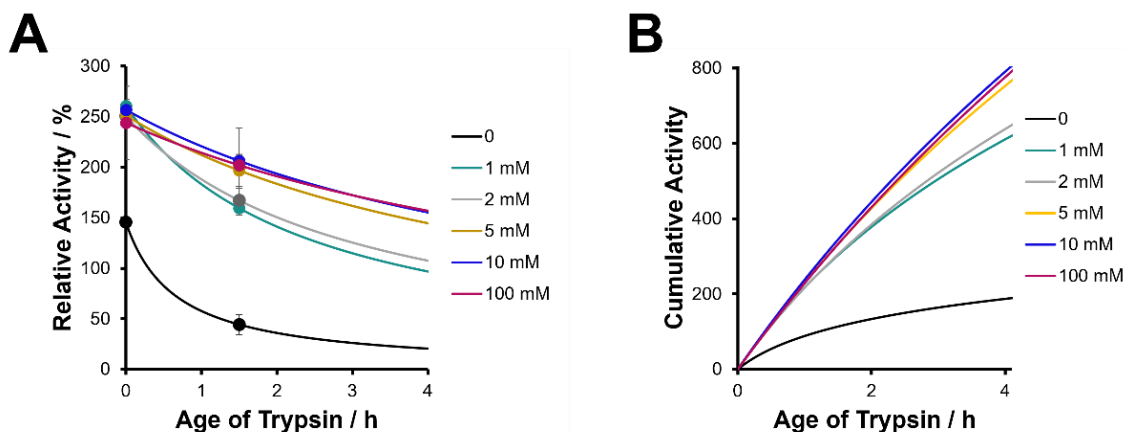 A
B
Relative Activity / %
300
250
200
150
100
50
0
0
1
2
3
4
Age of Trypsin / h
0
1 mM
2 mM
5 mM
10 mM
100 mM
Cumulative Activity
800
600
400
200
0
0
2
4
Age of Trypsin / h
0
1 mM
2 mM
5 mM
10 mM
100 mM